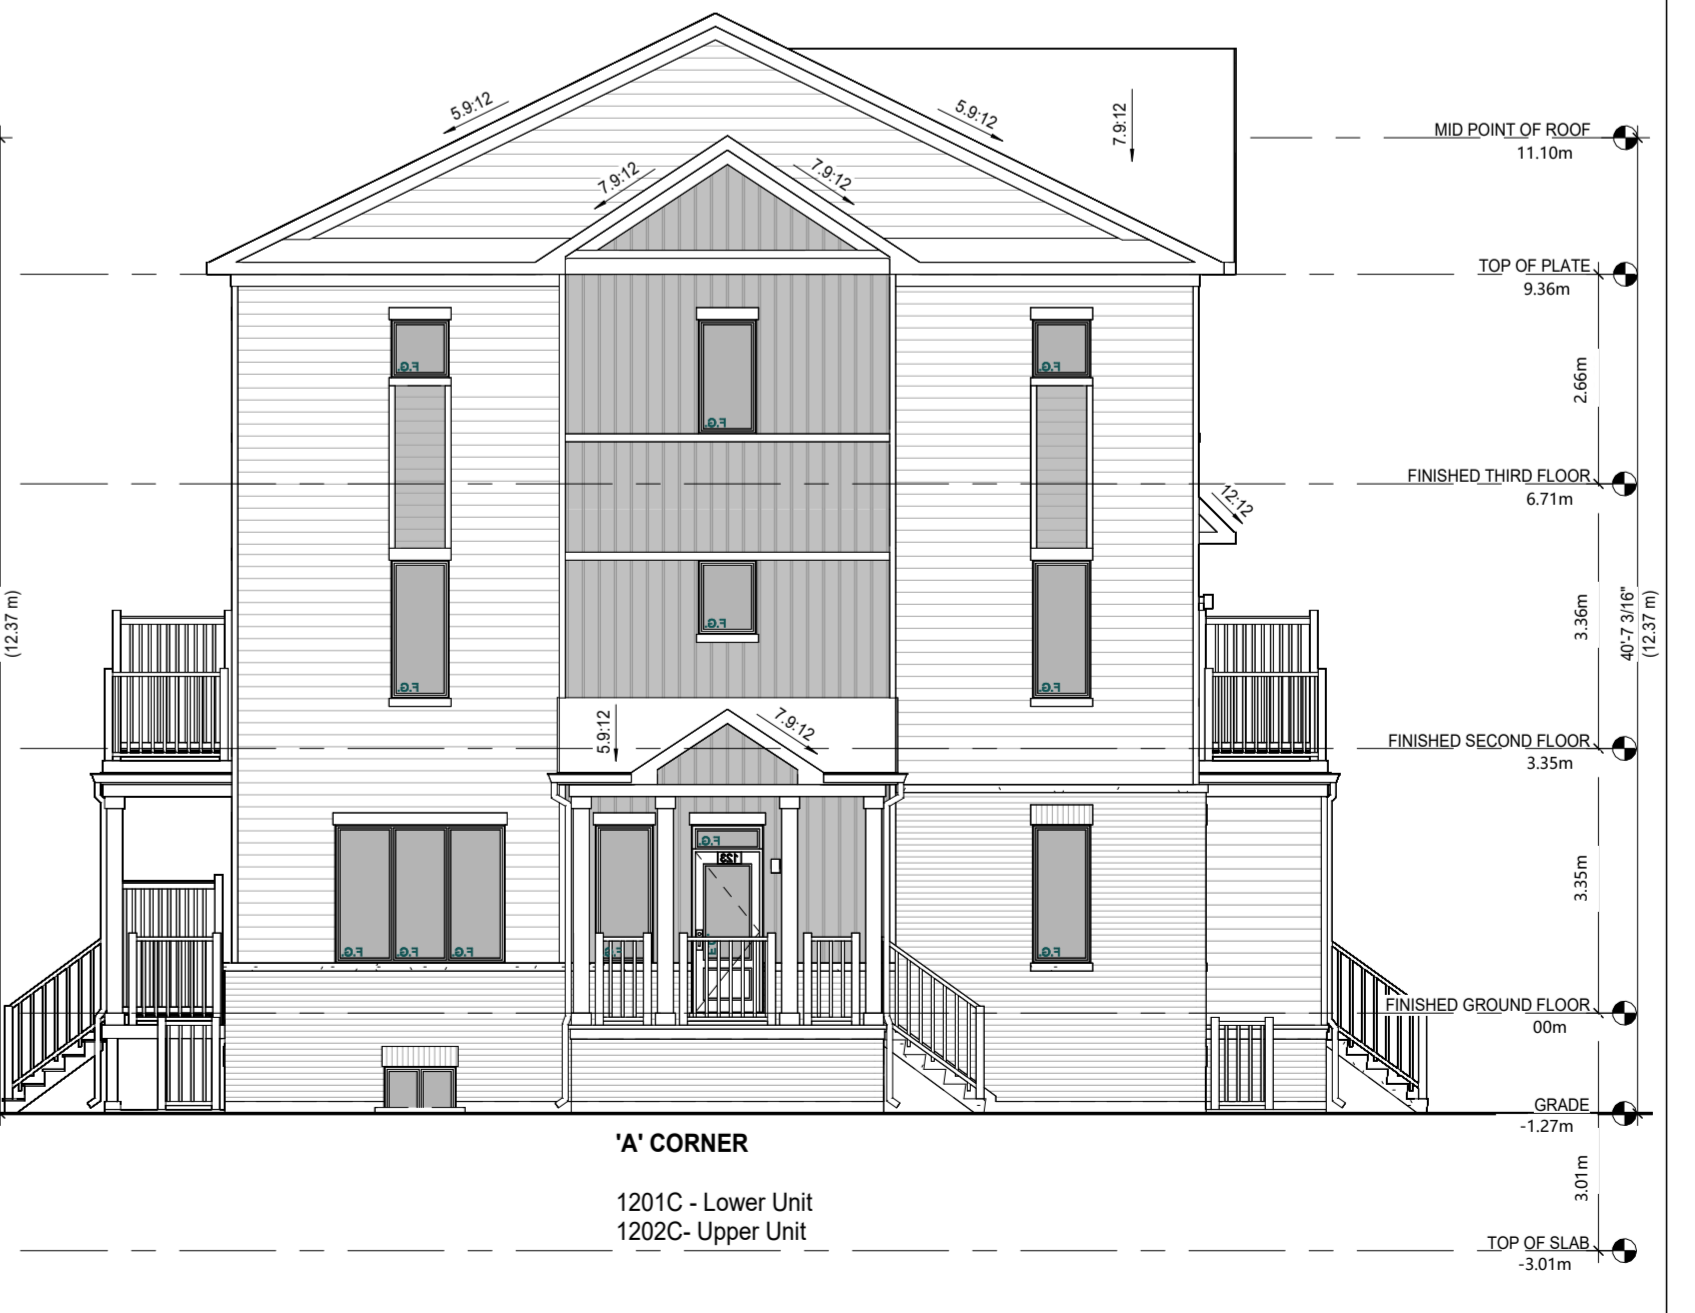 5.9:12
5.9:12
7.9:12
7.9:12
7.9:12
MID POINT OF ROOF
11.10m
TOP OF PLATE
9.36m
F.G.
F.G.
F.G.
2.66m
FINISHED THIRD FLOOR
6.71m
12:12
(12.37 m)
F.G.
F.G.
F.G.
3.36m
40'-7 3/16"
(12.37 m)
5.9:12
7.9:12
FINISHED SECOND FLOOR
3.35m
F.G.
123
3.35m
F.G.
F.G.
F.G.
F.G.
F.G.
F.G.
FINISHED GROUND FLOOR
00m
GRADE
-1.27m
'A' CORNER
3.01m
1201C - Lower Unit
1202C- Upper Unit
TOP OF SLAB
-3.01m